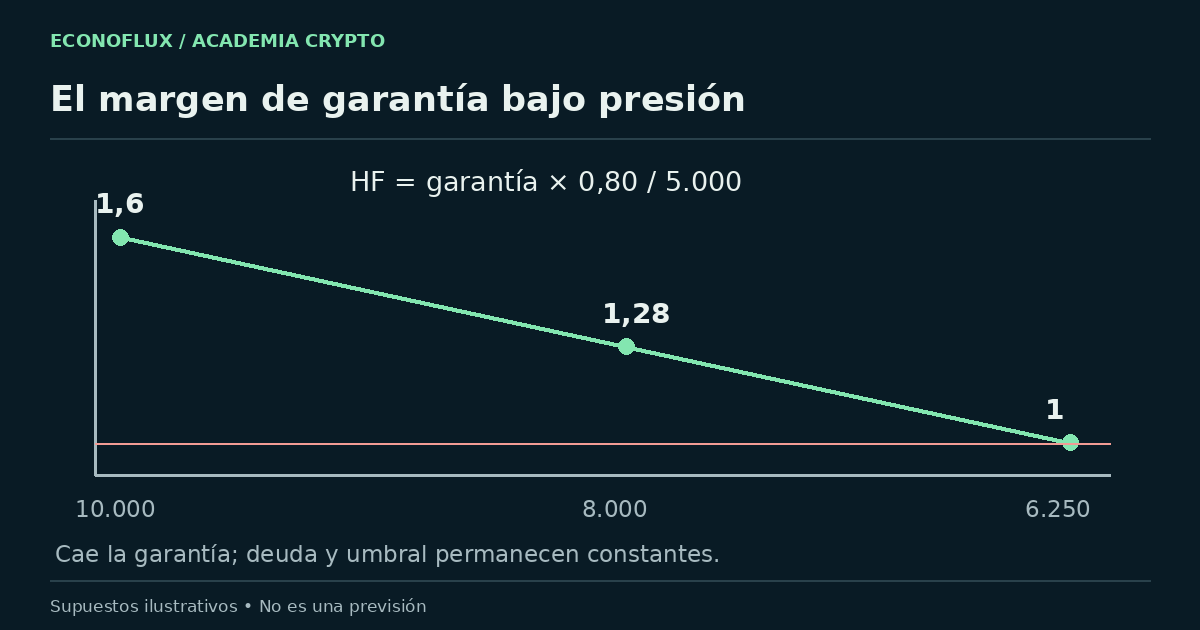 ECONOFLUX / ACADEMIA CRYPTO
El margen de garantía bajo presión
HF = garantía × 0,80 / 5.000
1,6
1,28
1
10.000
8.000
6.250
Cae la garantía; deuda y umbral permanecen constantes.
Supuestos ilustrativos • No es una previsión